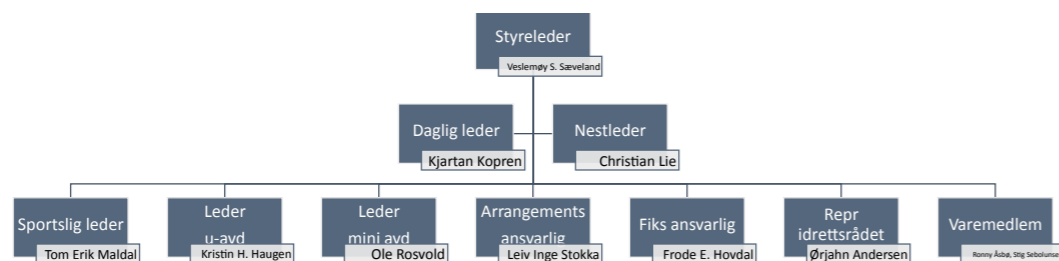 Styreleder
Veslemøy S. Sæveland
Daglig leder
Kjartan Kopren
Nestleder
Christian Lie
Sportslig leder
Tom Erik Maldal
Leder
u-avd
Kristin H. Haugen
Leder
mini avd
Ole Rosvold
Arrangements
ansvarlig
Leiv Inge Stokka
Fiks ansvarlig
Frode E. Hovdal
Repr
idrettsrådet
Ørjahn Andersen
Varemedlem
Ronny Åsbø, Stig